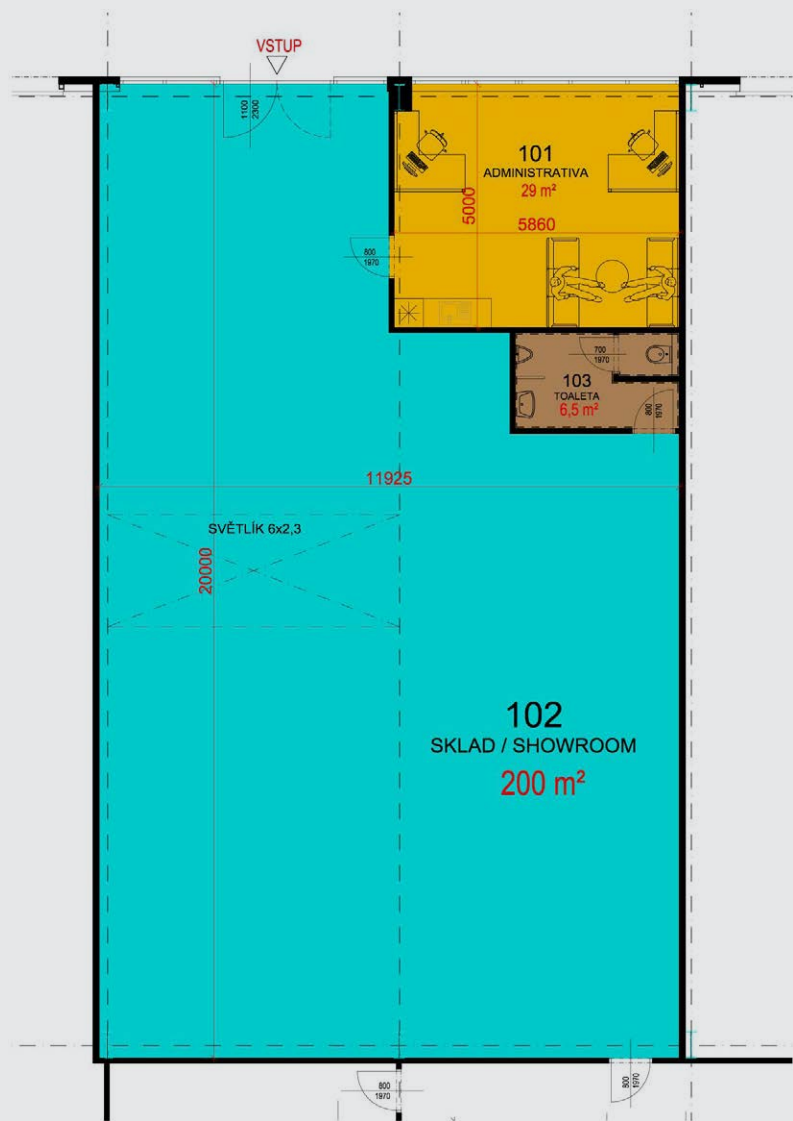 VSTUP
1100
2300
101
ADMINISTRATIVA
29 m²
5000
5860
800
1970
700
1970
103
TOALETA
6,5 m²
800
1970
11925
SVĚTLÍK 6x2,3
20000
102
SKLAD / SHOWROOM
200 m²
800
1970
800
1970